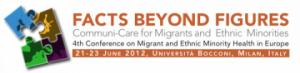 FACTS BEYOND FIGURES
Communi-Care for Migrants and Ethnic Minorities
4th Conference on Migrant and Ethnic Minority Health in Europe
21-23 JUNE 2012, UNIVERSITÀ BOCCONI, MILAN, ITALY